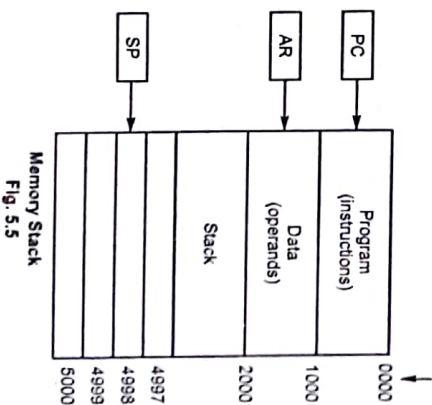 0000
PC
Program
(instructions)
1000
AR
Data
(operands)
2000
Stack
4997
SP
4998
4999
5000
Memory Stack
Fig. 5.5